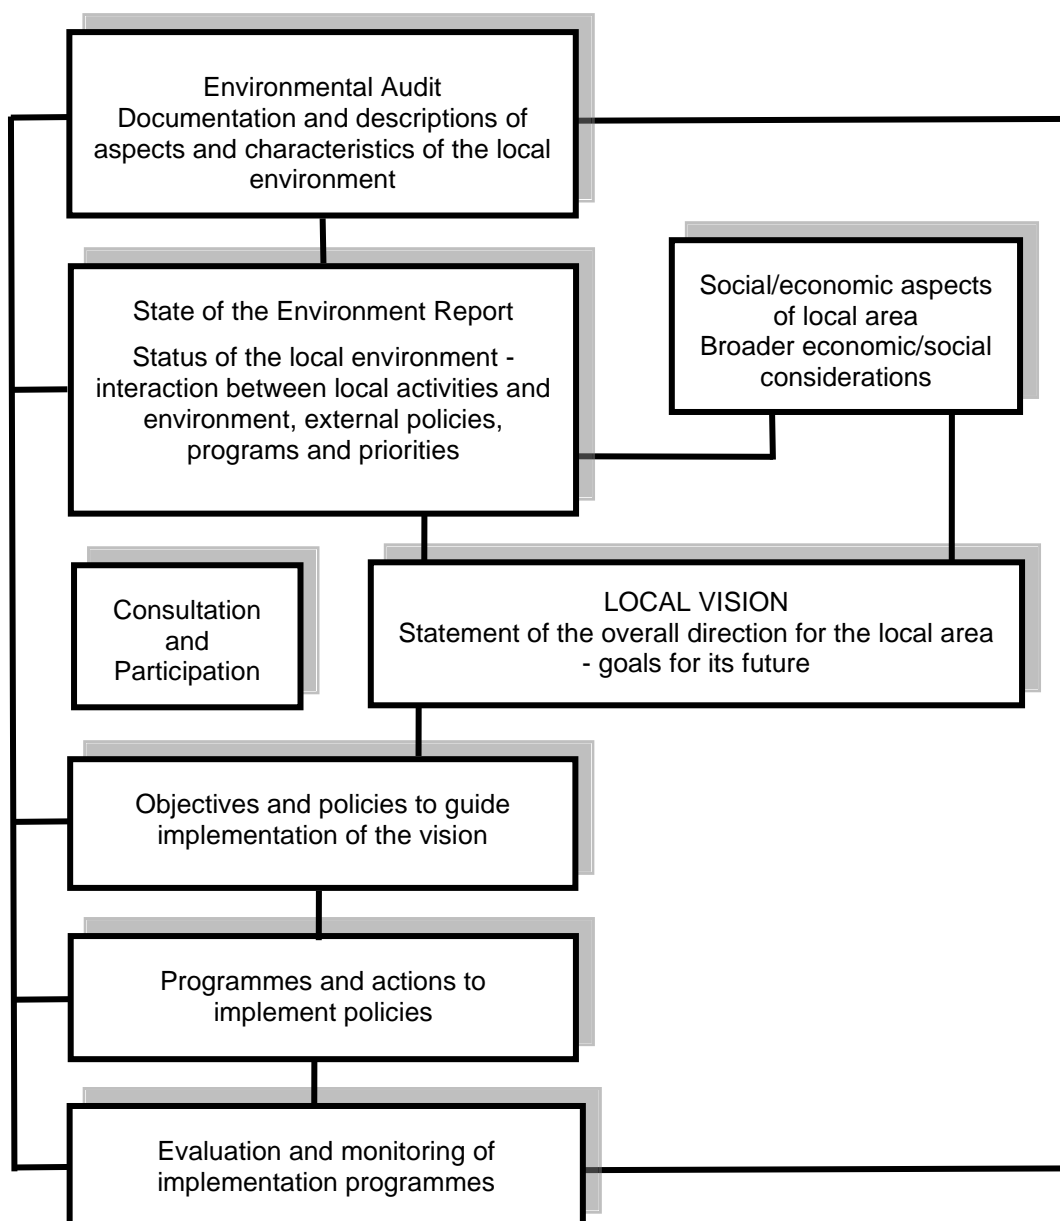 Environmental Audit
Documentation and descriptions of
aspects and characteristics of the local
environment
State of the Environment Report
Status of the local environment -
interaction between local activities and
environment, external policies,
programs and priorities
Social/economic aspects
of local area
Broader economic/social
considerations
Consultation
and
Participation
LOCAL VISION
Statement of the overall direction for the local area
- goals for its future
Objectives and policies to guide
implementation of the vision
Programmes and actions to
implement policies
Evaluation and monitoring of
implementation programmes